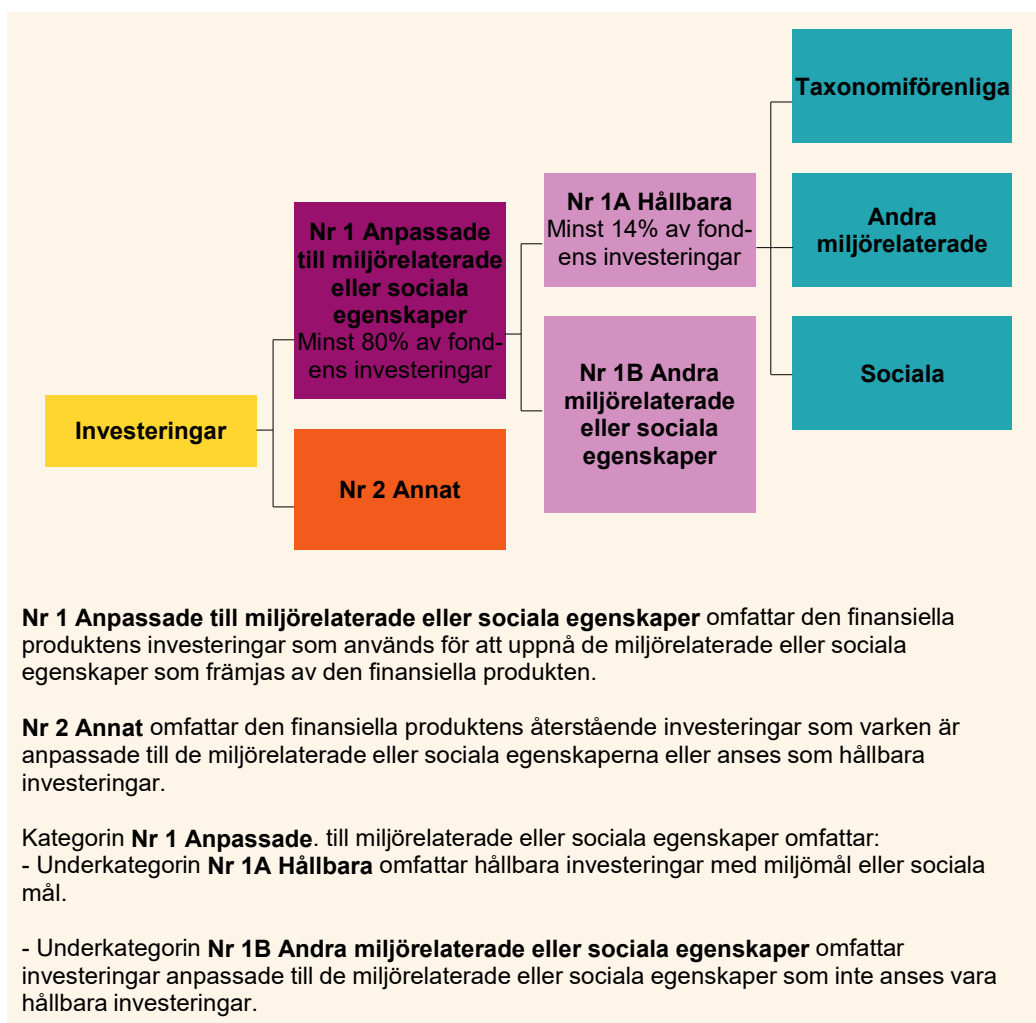 Taxonomiförenliga
Nr 1A Hållbara
Minst 14% av fond-
ens investeringar
Andra
miljörelaterade
Nr 1 Anpassade
till miljörelaterade
eller sociala
egenskaper
Minst 80% av fond-
ens investeringar
Nr 1B Andra
miljörelaterade
eller sociala
egenskaper
Sociala
Investeringar
Nr 2 Annat
Nr 1 Anpassade till miljörelaterade eller sociala egenskaper omfattar den finansiella
produktens investeringar som används för att uppnå de miljörelaterade eller sociala
egenskaper som främjas av den finansiella produkten.
Nr 2 Annat omfattar den finansiella produktens återstående investeringar som varken är
anpassade till de miljörelaterade eller sociala egenskaperna eller anses som hållbara
investeringar.
Kategorin Nr 1 Anpassade. till miljörelaterade eller sociala egenskaper omfattar:
- Underkategorin Nr 1A Hållbara omfattar hållbara investeringar med miljömål eller sociala
mål.
- Underkategorin Nr 1B Andra miljörelaterade eller sociala egenskaper omfattar
investeringar anpassade till de miljörelaterade eller sociala egenskaper som inte anses vara
hållbara investeringar.